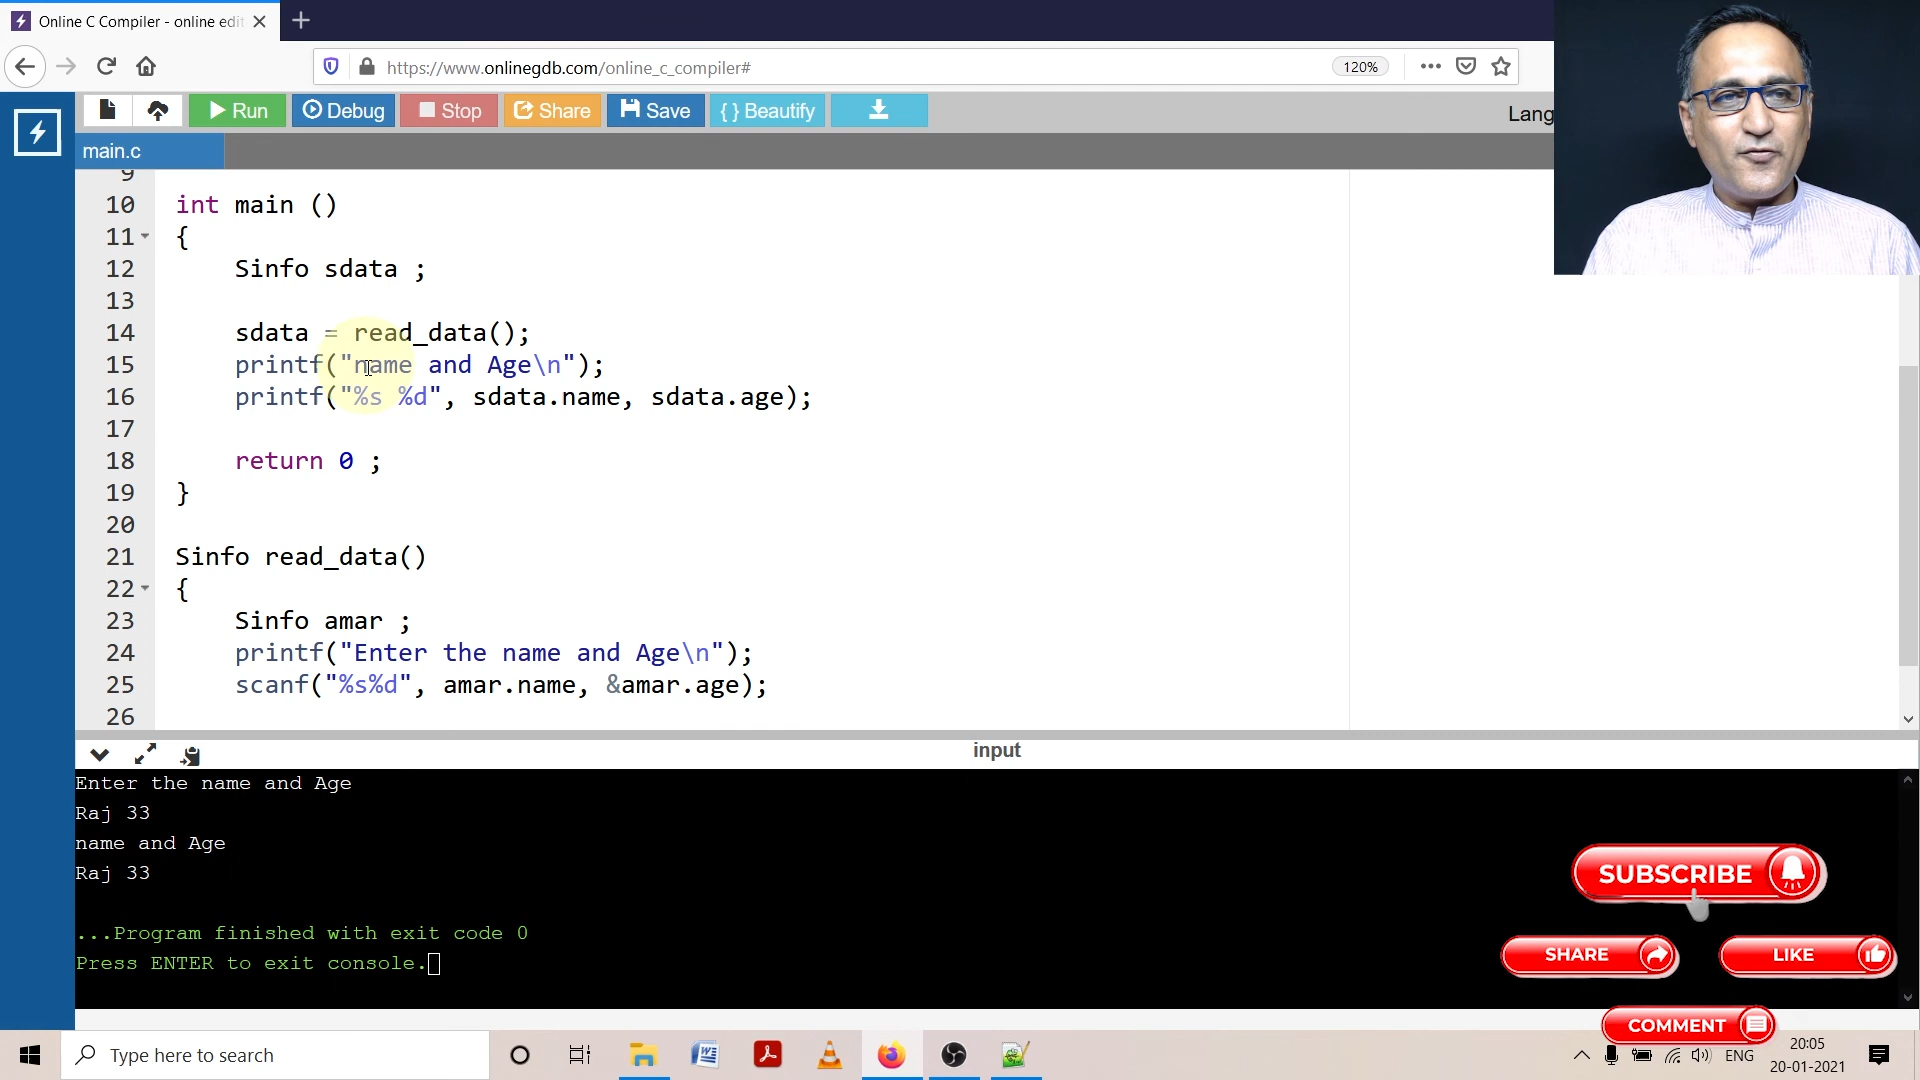 Online C Compiler - online edit
https://www.onlinegdb.com/online_c_compiler#
120%
Run
Debug
Stop
Share
Save
{ } Beautify
Lang
main.c
9
10 int main ()
11 {
12 Sinfo sdata ;
13
14 sdata = read_data();
15 printf("name and Age\n");
16 printf("%s %d", sdata.name, sdata.age);
17
18 return 0 ;
19 }
20
21 Sinfo read_data()
22 {
23 Sinfo amar ;
24 printf("Enter the name and Age\n");
25 scanf("%s%d", amar.name, &amar.age);
26
input
Enter the name and Age
Raj 33
name and Age
Raj 33
...Program finished with exit code 0
Press ENTER to exit console.
SUBSCRIBE
SHARE
LIKE
COMMENT
Type here to search
ENG
20:05
20-01-2021